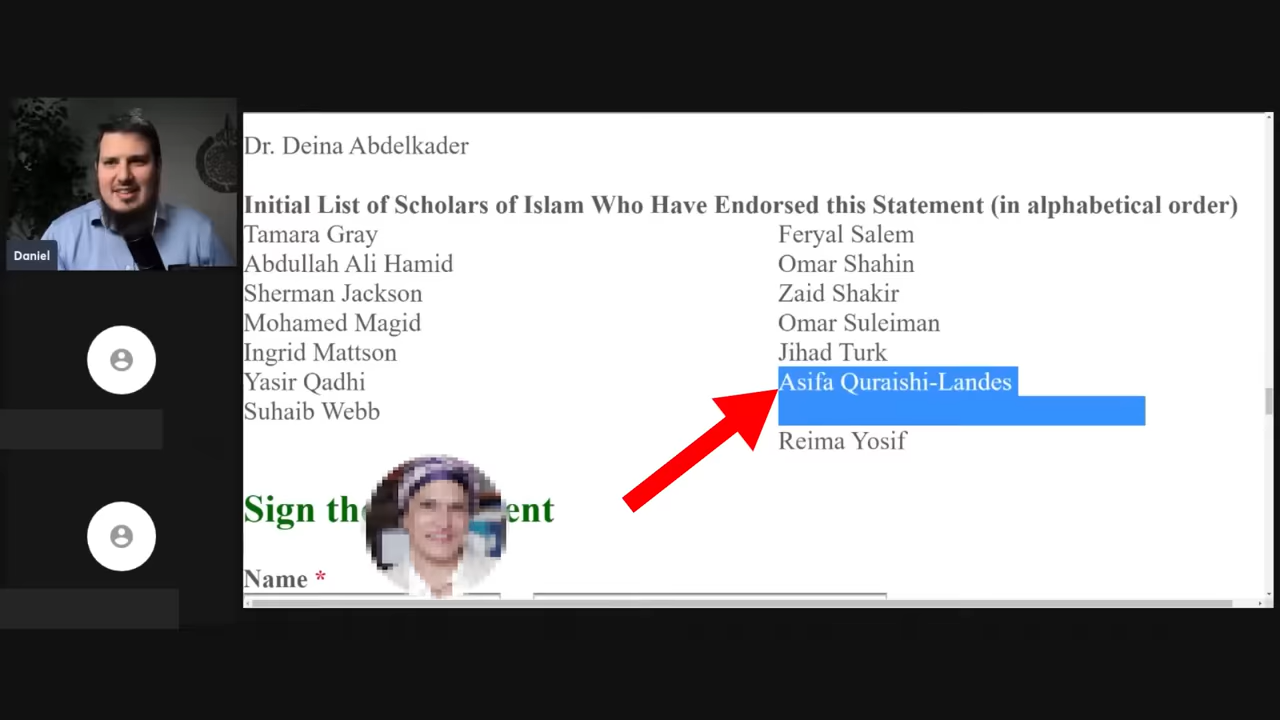 Daniel
Dr. Deina Abdelkader
Initial List of Scholars of Islam Who Have Endorsed this Statement (in alphabetical order)
Tamara Gray
Abdullah Ali Hamid
Sherman Jackson
Mohamed Magid
Ingrid Mattson
Yasir Qadhi
Suhaib Webb
Feryal Salem
Omar Shahin
Zaid Shakir
Omar Suleiman
Jihad Turk
Asifa Quraishi-Landes
Reima Yosif
Sign the ent
Name *